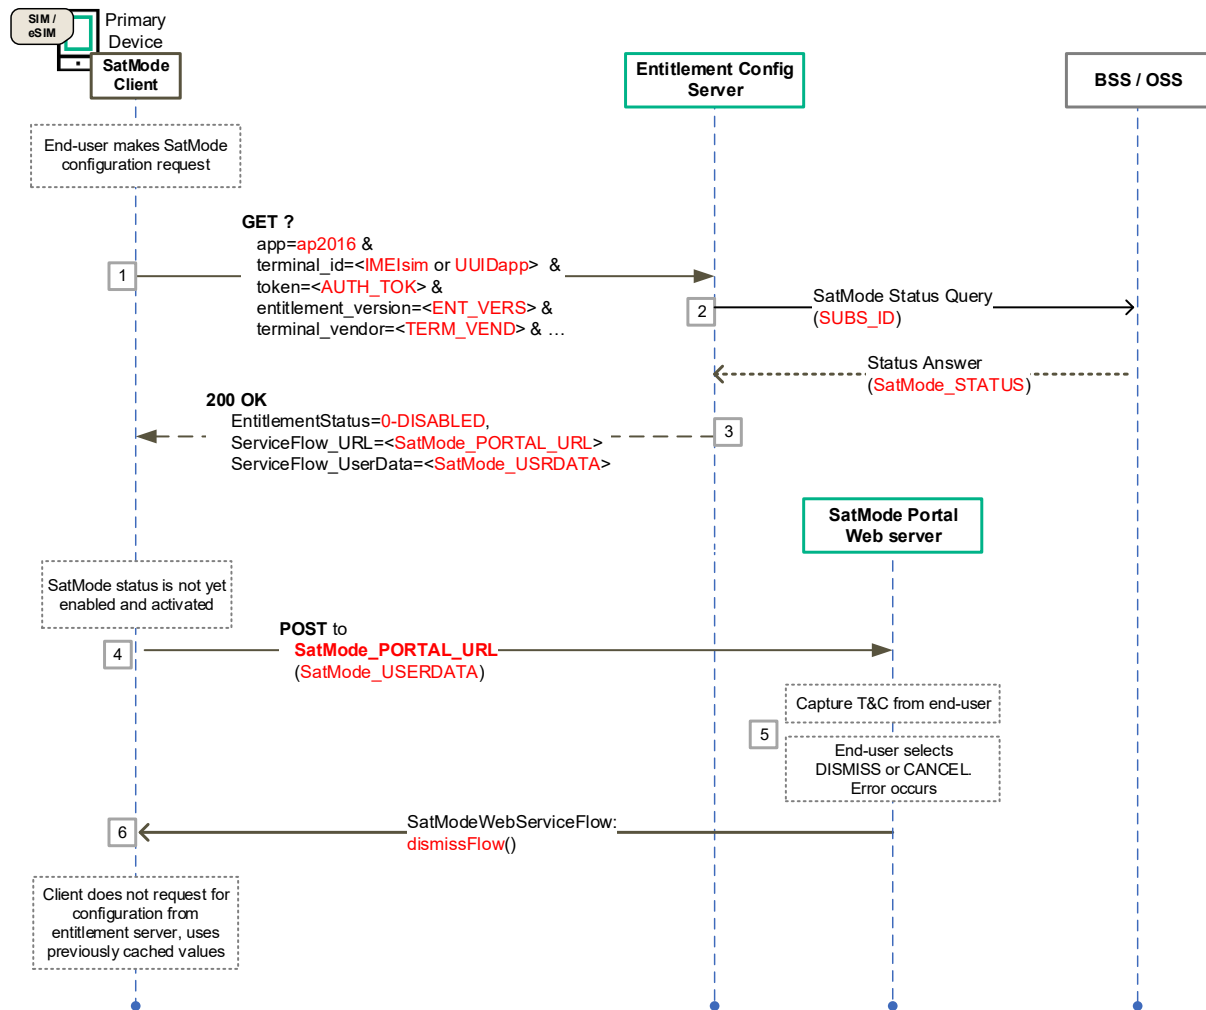 SIM /
eSIM
Primary
Device
SatMode
Client
Entitlement Config
Server
BSS / OSS
End-user makes SatMode
configuration request
GET ?
app=ap2016 &
terminal_id=<IMEIsim or UUIDapp> &
token=<AUTH_TOK> &
entitlement_version=<ENT_VERS> &
terminal_vendor=<TERM_VEND> & …
1
2
SatMode Status Query
(SUBS_ID)
Status Answer
(SatMode_STATUS)
200 OK
EntitlementStatus=0-DISABLED,
ServiceFlow_URL=<SatMode_PORTAL_URL>
ServiceFlow_UserData=<SatMode_USRDATA>
3
SatMode Portal
Web server
SatMode status is not yet
enabled and activated
4
POST to
SatMode_PORTAL_URL
(SatMode_USERDATA)
Capture T&C from end-user
5
End-user selects
DISMISS or CANCEL.
Error occurs
6
SatModeWebServiceFlow:
dismissFlow()
Client does not request for
configuration from
entitlement server, uses
previously cached values